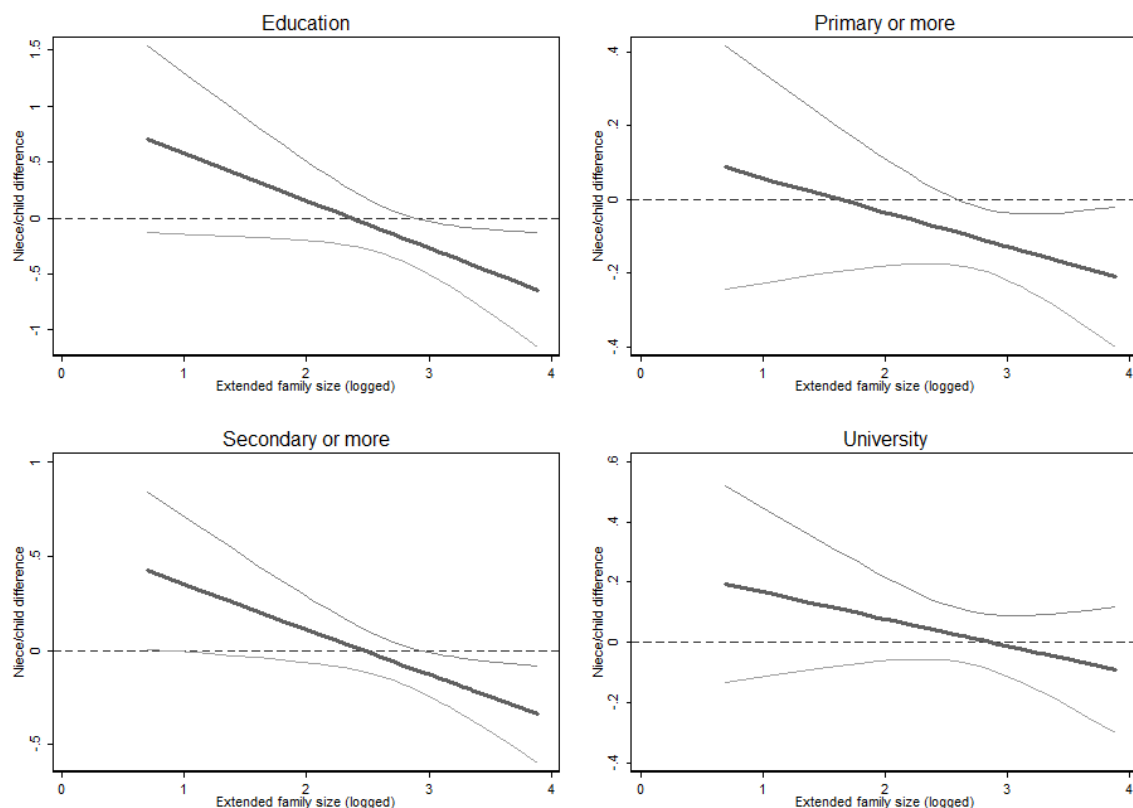 Education
Niece/child difference
1.5
1
.5
0
-.5
-1
0 1 2 3 4
Extended family size (logged)
Primary or more
Niece/child difference
.4
.2
0
-.2
-.4
0 1 2 3 4
Extended family size (logged)
Secondary or more
Niece/child difference
1
.5
0
-.5
0 1 2 3 4
Extended family size (logged)
University
Niece/child difference
.6
.4
.2
0
-.2
-.4
0 1 2 3 4
Extended family size (logged)